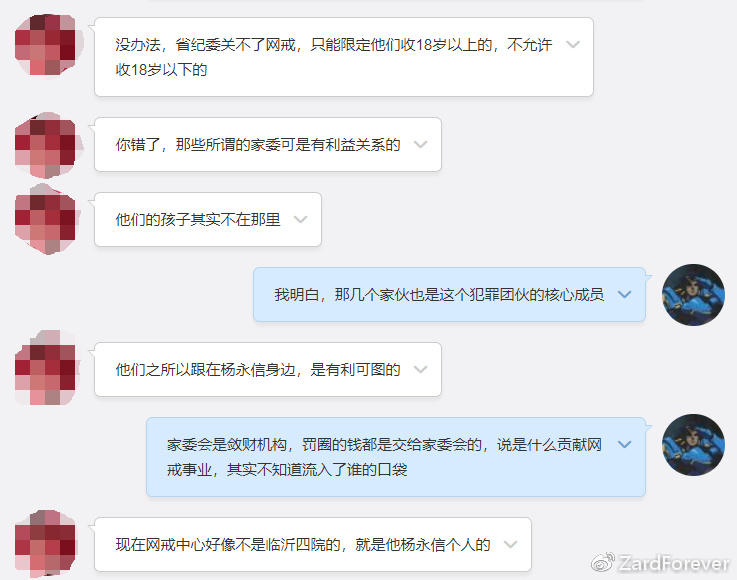 没办法，省纪委关不了网戒，只能限定他们收18岁以上的，不允许
收18岁以下的
你错了，那些所谓的家委可是有利益关系的
他们的孩子其实不在那里
我明白，那几个家伙也是这个犯罪团伙的核心成员
他们之所以跟在杨永信身边，是有利可图的
家委会是敛财机构，罚圈的钱都是交给家委会的，说是什么贡献网
戒事业，其实不知道流入了谁的口袋
现在网戒中心好像不是临沂四院的，就是他杨永信个人的
ZardForever